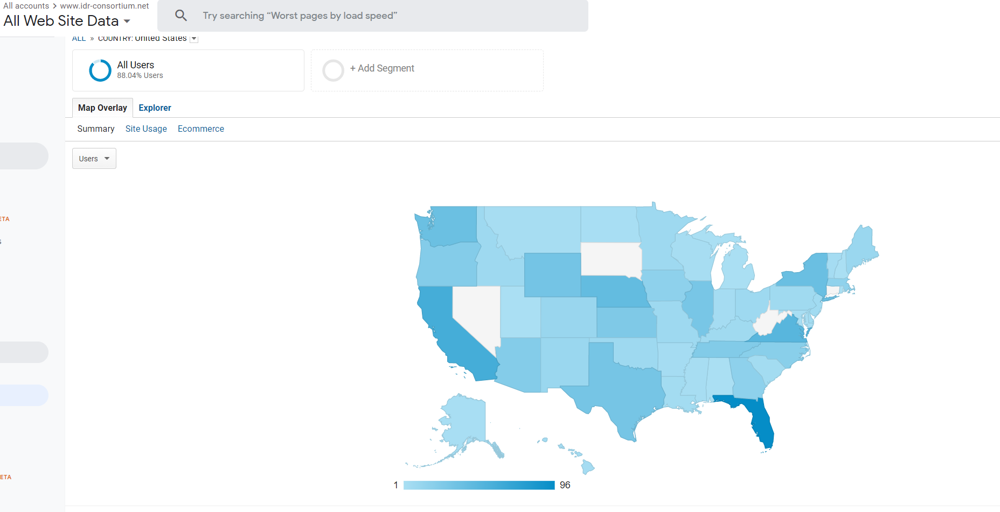 All accounts > www.idr-consortium.net
All Web Site Data
Try searching “Worst pages by load speed”
ALL » COUNTRY: United States
All Users
88.04% Users
+ Add Segment
Map Overlay
Explorer
Summary
Site Usage
Ecommerce
Users
ETA
s
ETA
1
96